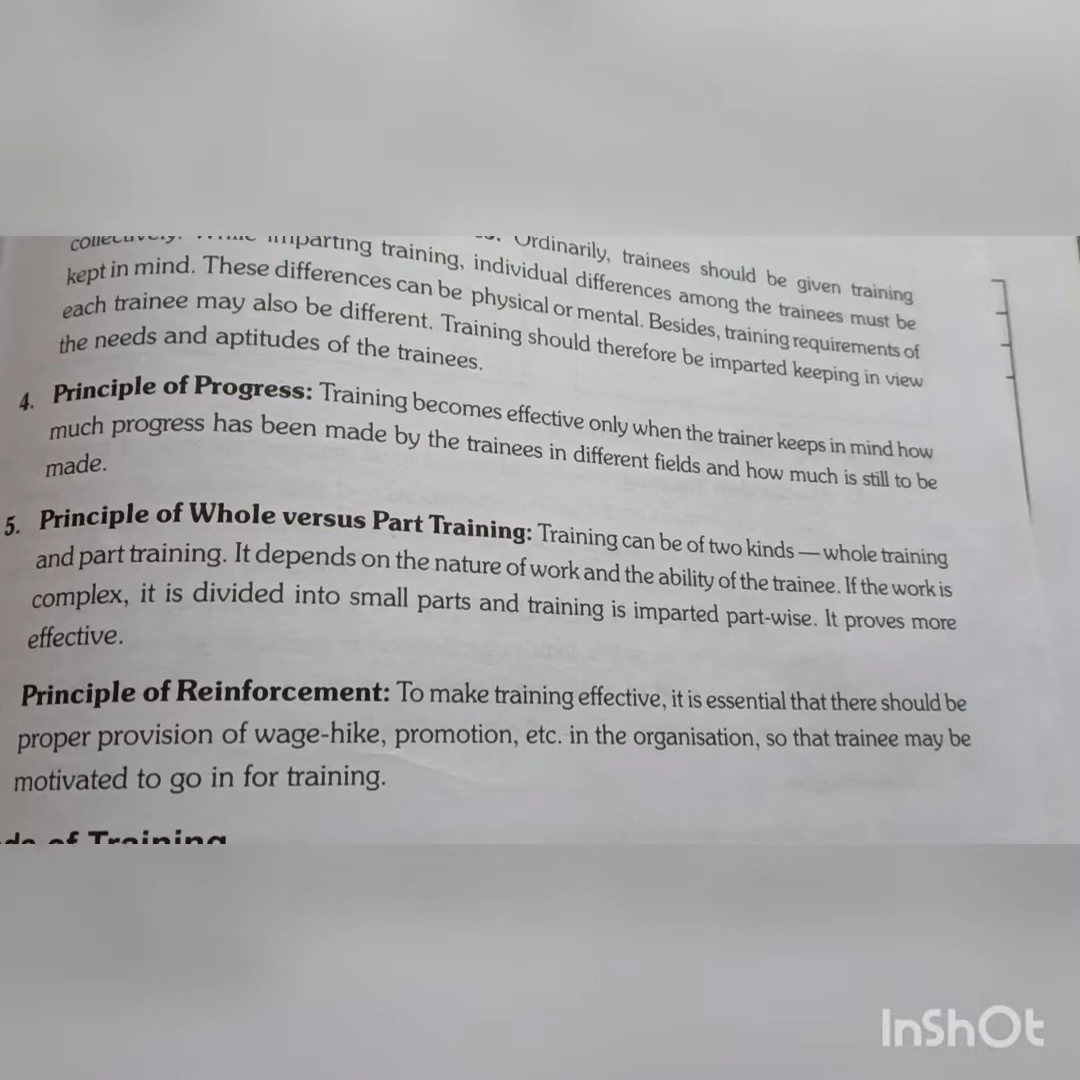 Ordinarily, trainees should be given training
imparting training, individual differences among the trainees must be
kept in mind. These differences can be physical or mental. Besides, training requirements of
each trainee may also be different. Training should therefore be imparted keeping in view
the needs and aptitudes of the trainees.
4. Principle of Progress: Training becomes effective only when the trainer keeps in mind how
much progress has been made by the trainees in different fields and how much is still to be
made.
5. Principle of Whole versus Part Training: Training can be of two kinds — whole training
and part training. It depends on the nature of work and the ability of the trainee. If the work is
complex, it is divided into small parts and training is imparted part-wise. It proves more
effective.
Principle of Reinforcement: To make training effective, it is essential that there should be
proper provision of wage-hike, promotion, etc. in the organisation, so that trainee may be
motivated to go in for training.
of Training
InShOt